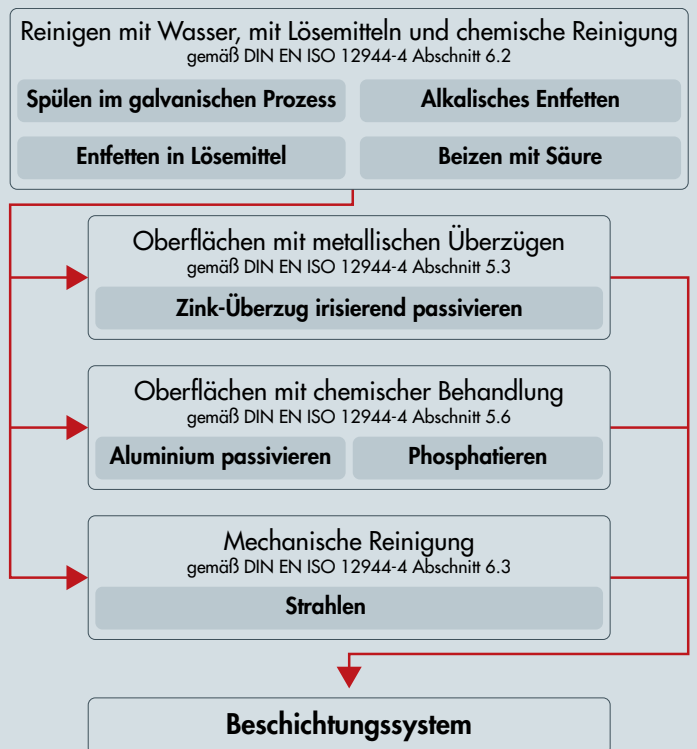 Reinigen mit Wasser, mit Lösemitteln und chemische Reinigung
gemäß DIN EN ISO 12944-4 Abschnitt 6.2
Spülen im galvanischen Prozess
Alkalisches Entfetten
Entfetten in Lösemittel
Beizen mit Säure
Oberflächen mit metallischen Überzügen
gemäß DIN EN ISO 12944-4 Abschnitt 5.3
Zink-Überzug irisierend passivieren
Oberflächen mit chemischer Behandlung
gemäß DIN EN ISO 12944-4 Abschnitt 5.6
Aluminium passivieren
Phosphatieren
Mechanische Reinigung
gemäß DIN EN ISO 12944-4 Abschnitt 6.3
Strahlen
Beschichtungssystem